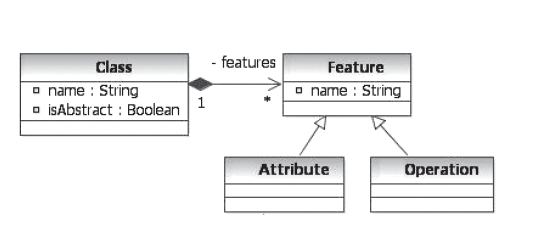 - features
Class
Feature
name : String
name : String
isAbstract : Boolean
1
*
Attribute
Operation